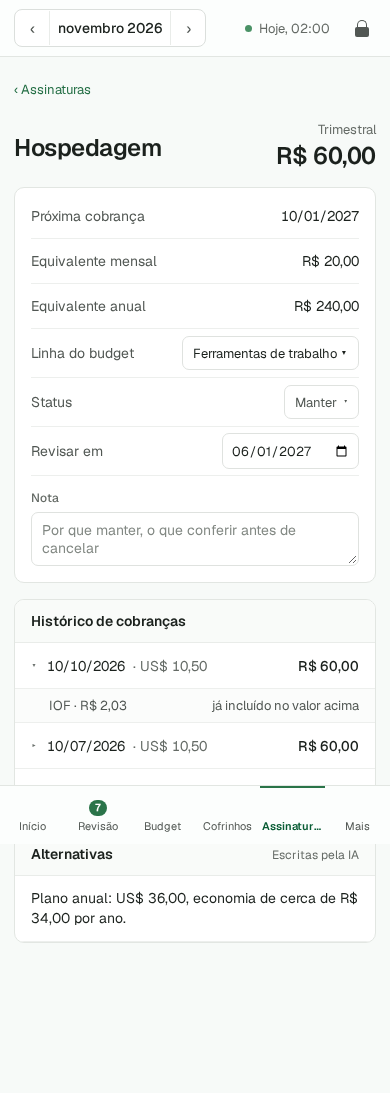 ‹ novembro 2026 › Hoje, 02:00
‹ Assinaturas
Trimestral
Hospedagem R$ 60,00
Próxima cobrança 10/01/2027
Equivalente mensal R$ 20,00
Equivalente anual R$ 240,00
Linha do budget Ferramentas de trabalho
Status Manter
Revisar em 06/01/2027
Nota
Por que manter, o que conferir antes de
cancelar
Histórico de cobranças
10/10/2026 · US$ 10,50 R$ 60,00
IOF · R$ 2,03 já incluído no valor acima
10/07/2026 · US$ 10,50 R$ 60,00
7
Início Revisão Budget Cofrinhos Assinatur... Mais
Alternativas Escritas pela IA
Plano anual: US$ 36,00, economia de cerca de R$
34,00 por ano.